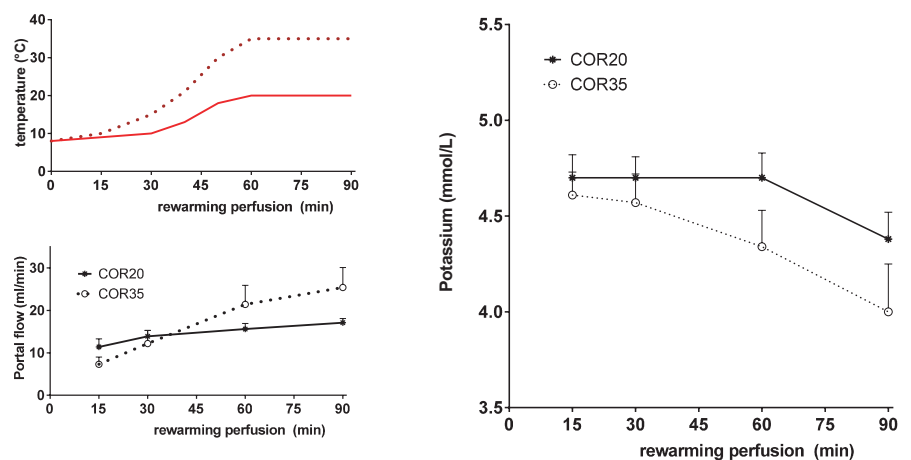 temperature (°C)
40
30
20
10
0
0 15 30 45 60 75 90
rewarming perfusion (min)
Portal flow (ml/min)
30
20
10
0
COR20
COR35
0 15 30 45 60 75 90
rewarming perfusion (min)
Potassium (mmol/L)
5.5
5.0
4.5
4.0
3.5
COR20
COR35
0 15 30 45 60 75 90
rewarming perfusion (min)